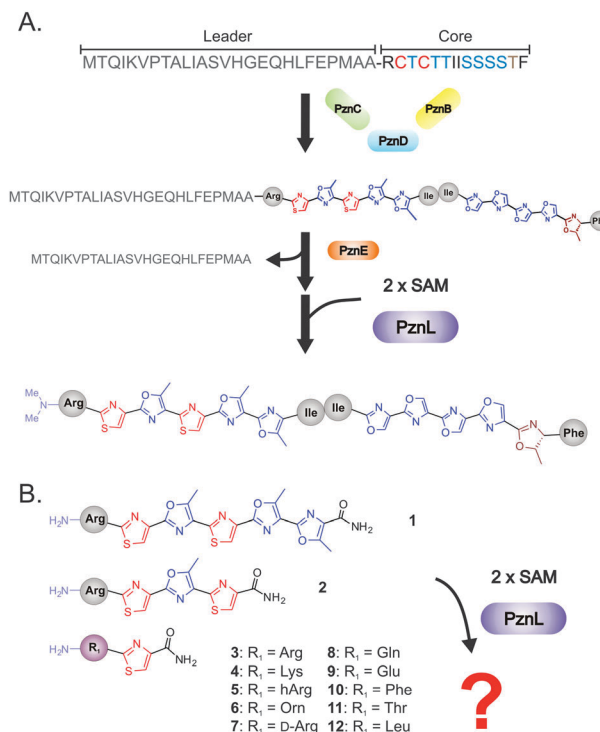 A.
Leader Core
MTQIKVPTALIASVHGEQHLFEPMAA-RCTCTTIISSSSTF
PznC PznB
PznD
MTQIKVPTALIASVHGEQHLFEPMAA Arg N S O N N S O N N O Ile Ile N O N O N O N O N O
MTQIKVPTALIASVHGEQHLFEPMAA PznE
2 x SAM
PznL
Me N Me Arg N S O N N S O N N O Ile Ile N O N O N O N O N O Phe
B.
H₂N Arg N S O N N S O N N O O NH₂ 1
H₂N Arg N S O N N S O NH₂ 2
2 x SAM
PznL
H₂N R₁ N S O NH₂
3: R₁ = Arg 8: R₁ = Gln
4: R₁ = Lys 9: R₁ = Glu
5: R₁ = hArg 10: R₁ = Phe
6: R₁ = Orn 11: R₁ = Thr
7: R₁ = D-Arg 12: R₁ = Leu
?